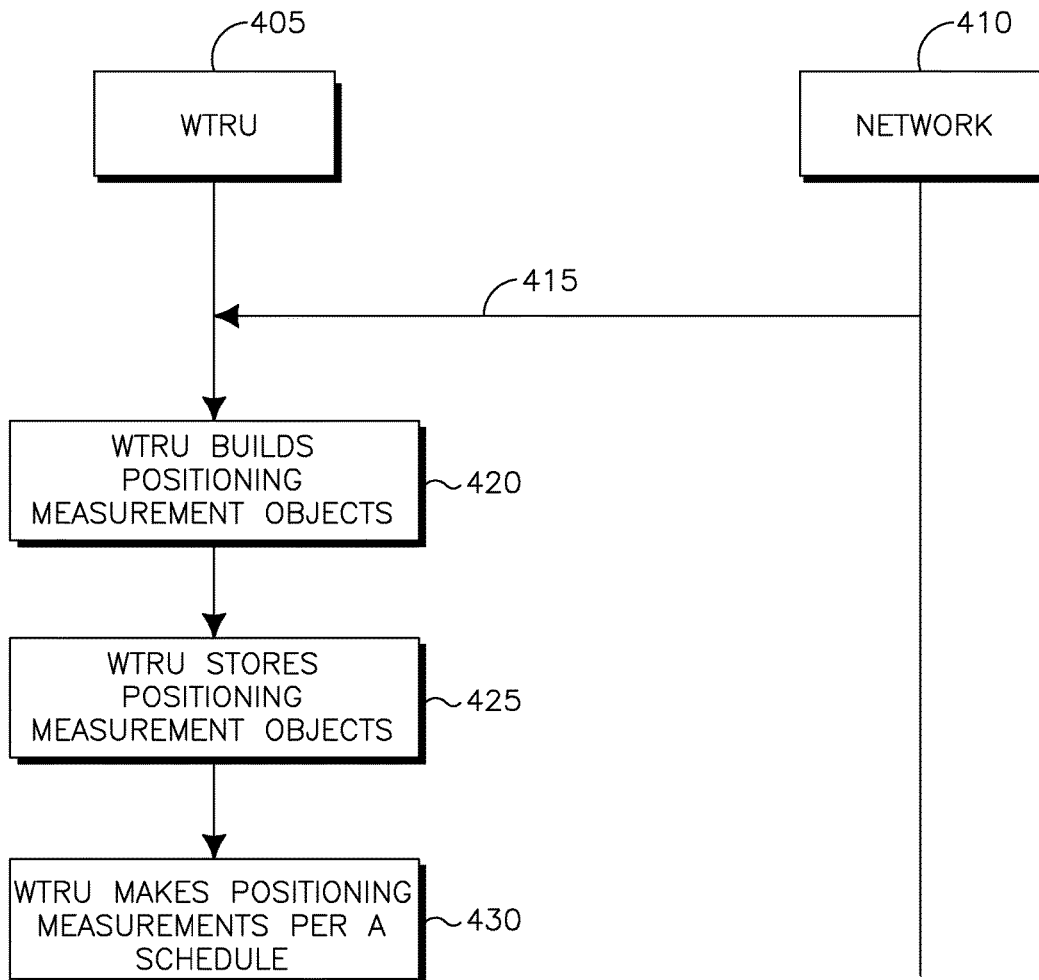 405
410
WTRU
NETWORK
415
WTRU BUILDS
POSITIONING
MEASUREMENT OBJECTS
420
WTRU STORES
POSITIONING
MEASUREMENT OBJECTS
425
WTRU MAKES POSITIONING
MEASUREMENTS PER A
SCHEDULE
430